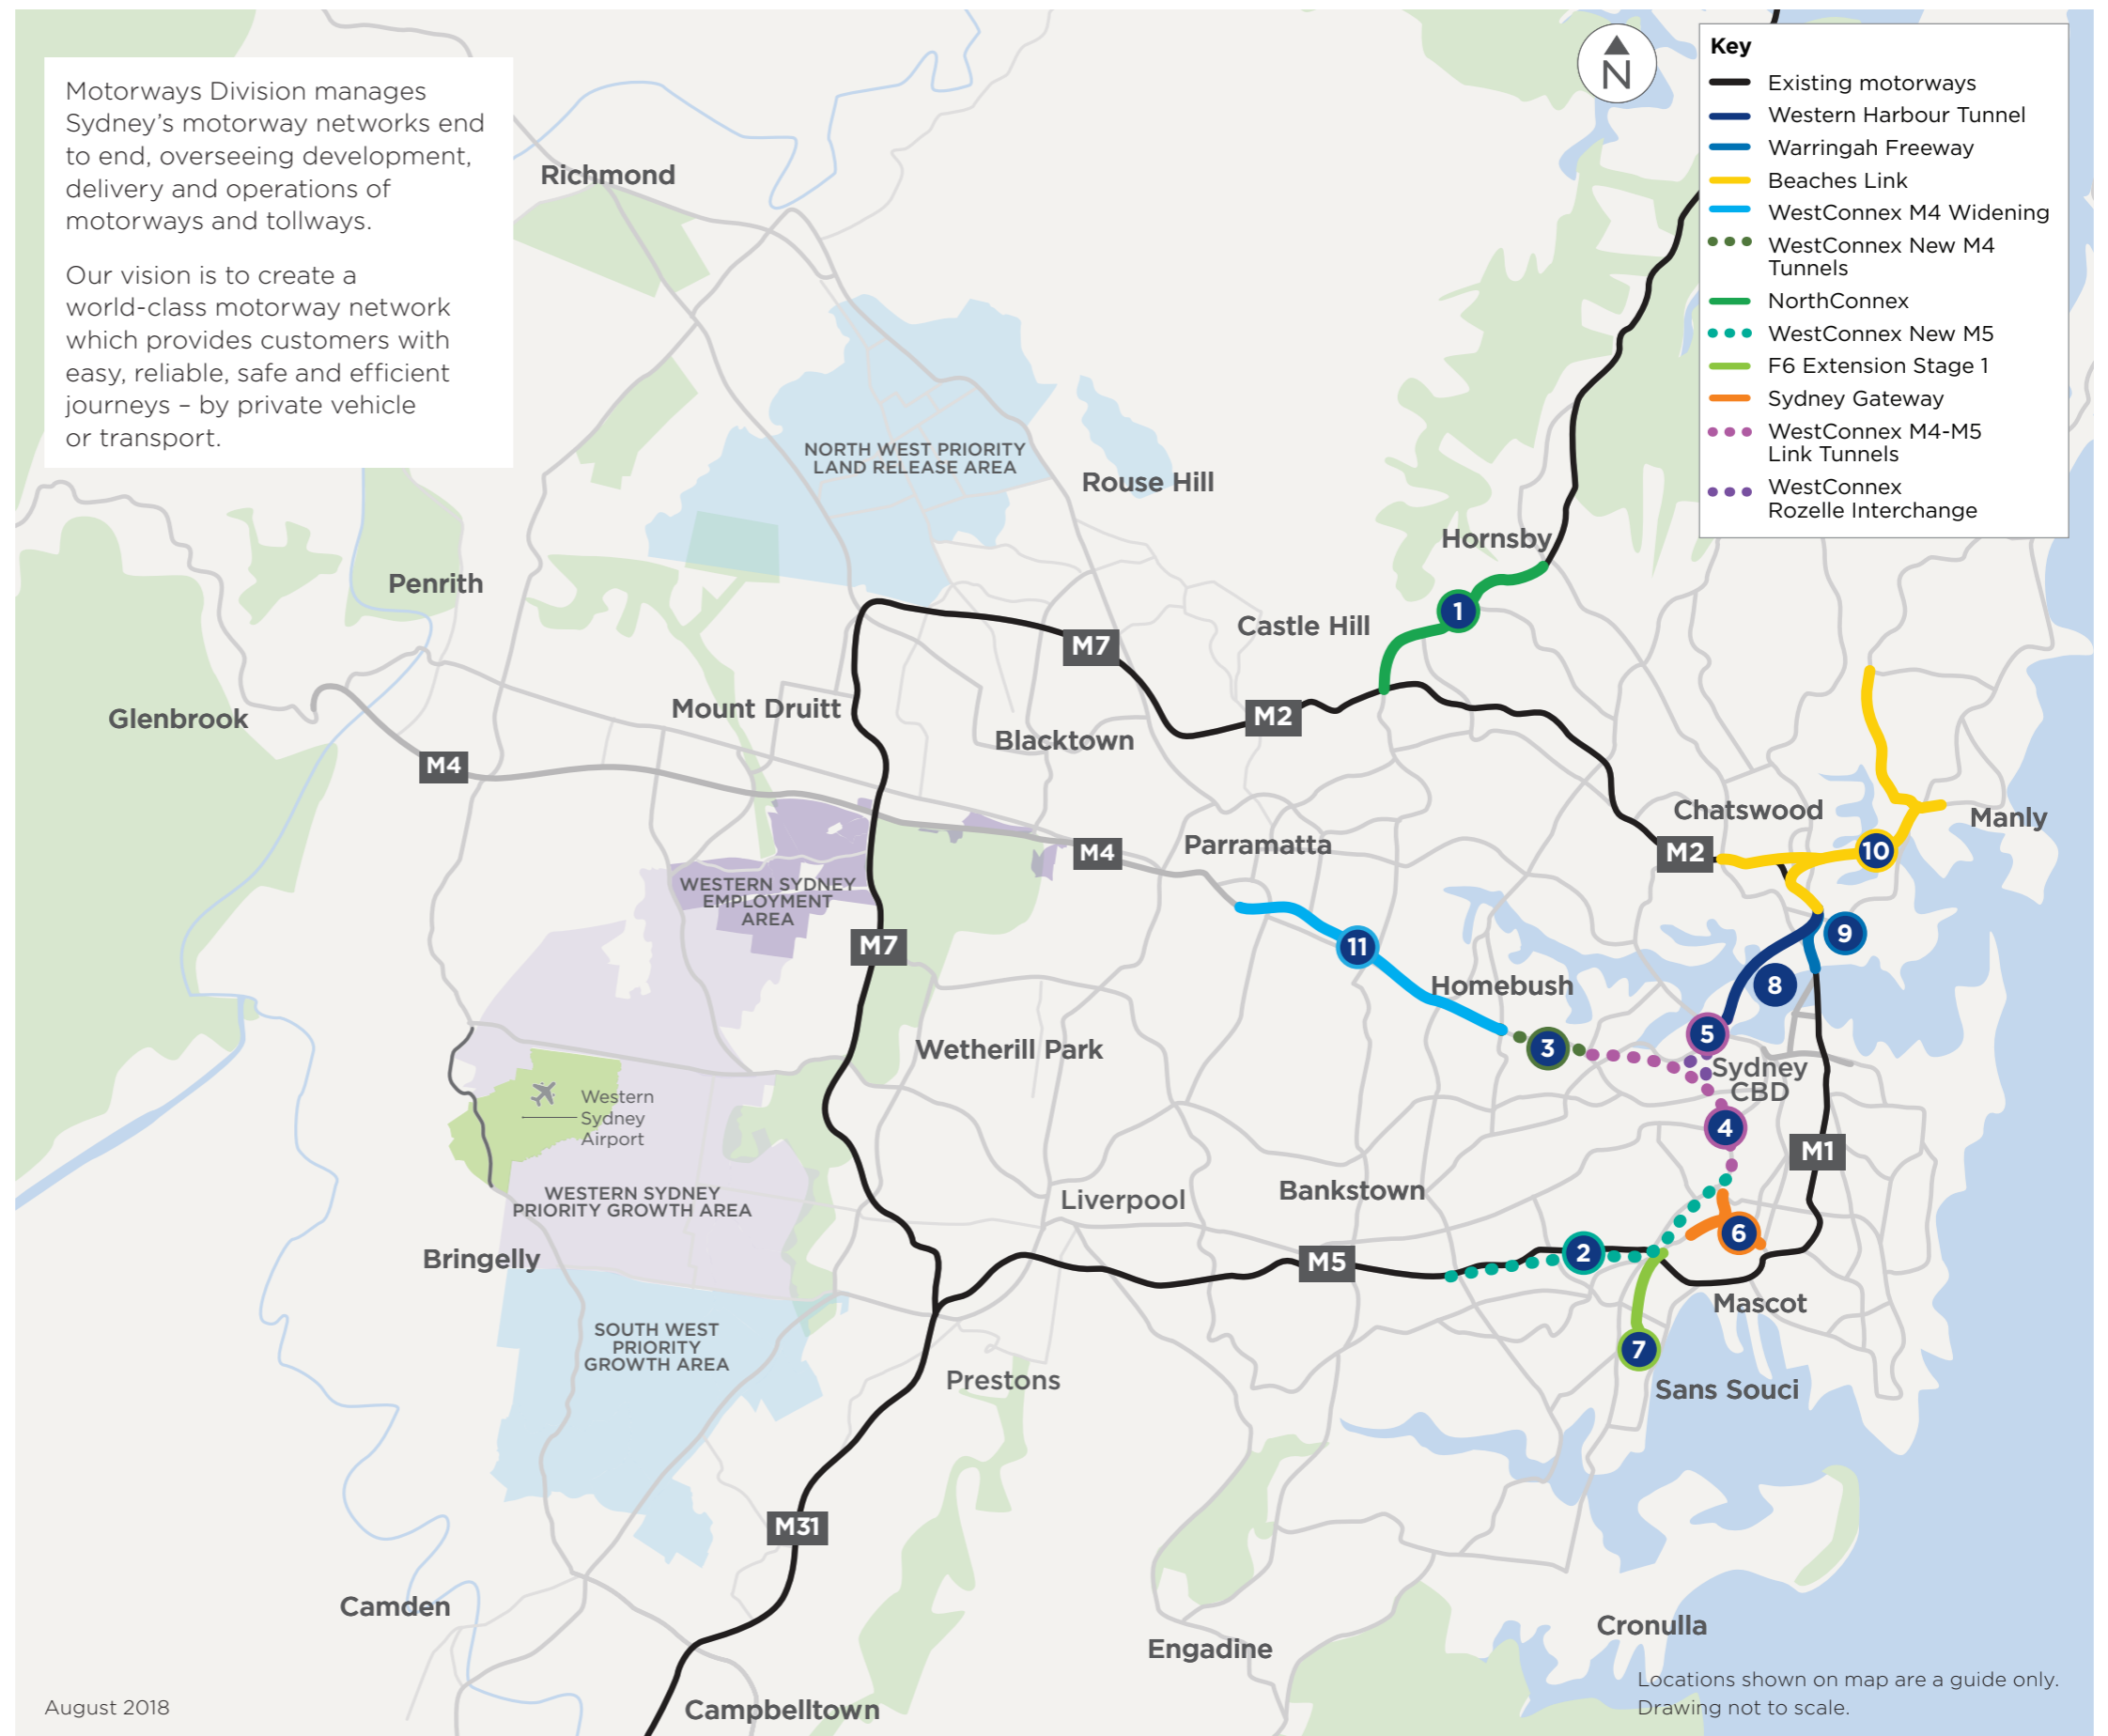 Motorways Division manages
Sydney's motorway networks end
to end, overseeing development,
delivery and operations of
motorways and tollways.
Our vision is to create a
world-class motorway network
which provides customers with
easy, reliable, safe and efficient
journeys – by private vehicle
or transport.
N
Key
Existing motorways
Western Harbour Tunnel
Warringah Freeway
Beaches Link
WestConnex M4 Widening
WestConnex New M4
Tunnels
NorthConnex
WestConnex New M5
F6 Extension Stage 1
Sydney Gateway
WestConnex M4-M5
Link Tunnels
WestConnex
Rozelle Interchange
Richmond
NORTH WEST PRIORITY
LAND RELEASE AREA
Rouse Hill
Hornsby
Penrith
1
Castle Hill
M7
Glenbrook
Mount Druitt
M2
Blacktown
M4
Chatswood
Manly
Parramatta
M4
M2
10
WESTERN SYDNEY
EMPLOYMENT
AREA
M7
11
9
Homebush
8
5
3
Wetherill Park
Sydney
CBD
Western
Sydney
Airport
4
M1
WESTERN SYDNEY
PRIORITY GROWTH AREA
Liverpool
Bankstown
6
Bringelly
M5
2
Mascot
SOUTH WEST
PRIORITY
GROWTH AREA
7
Prestons
Sans Souci
M31
Camden
Cronulla
Engadine
Campbelltown
August 2018
Locations shown on map are a guide only.
Drawing not to scale.